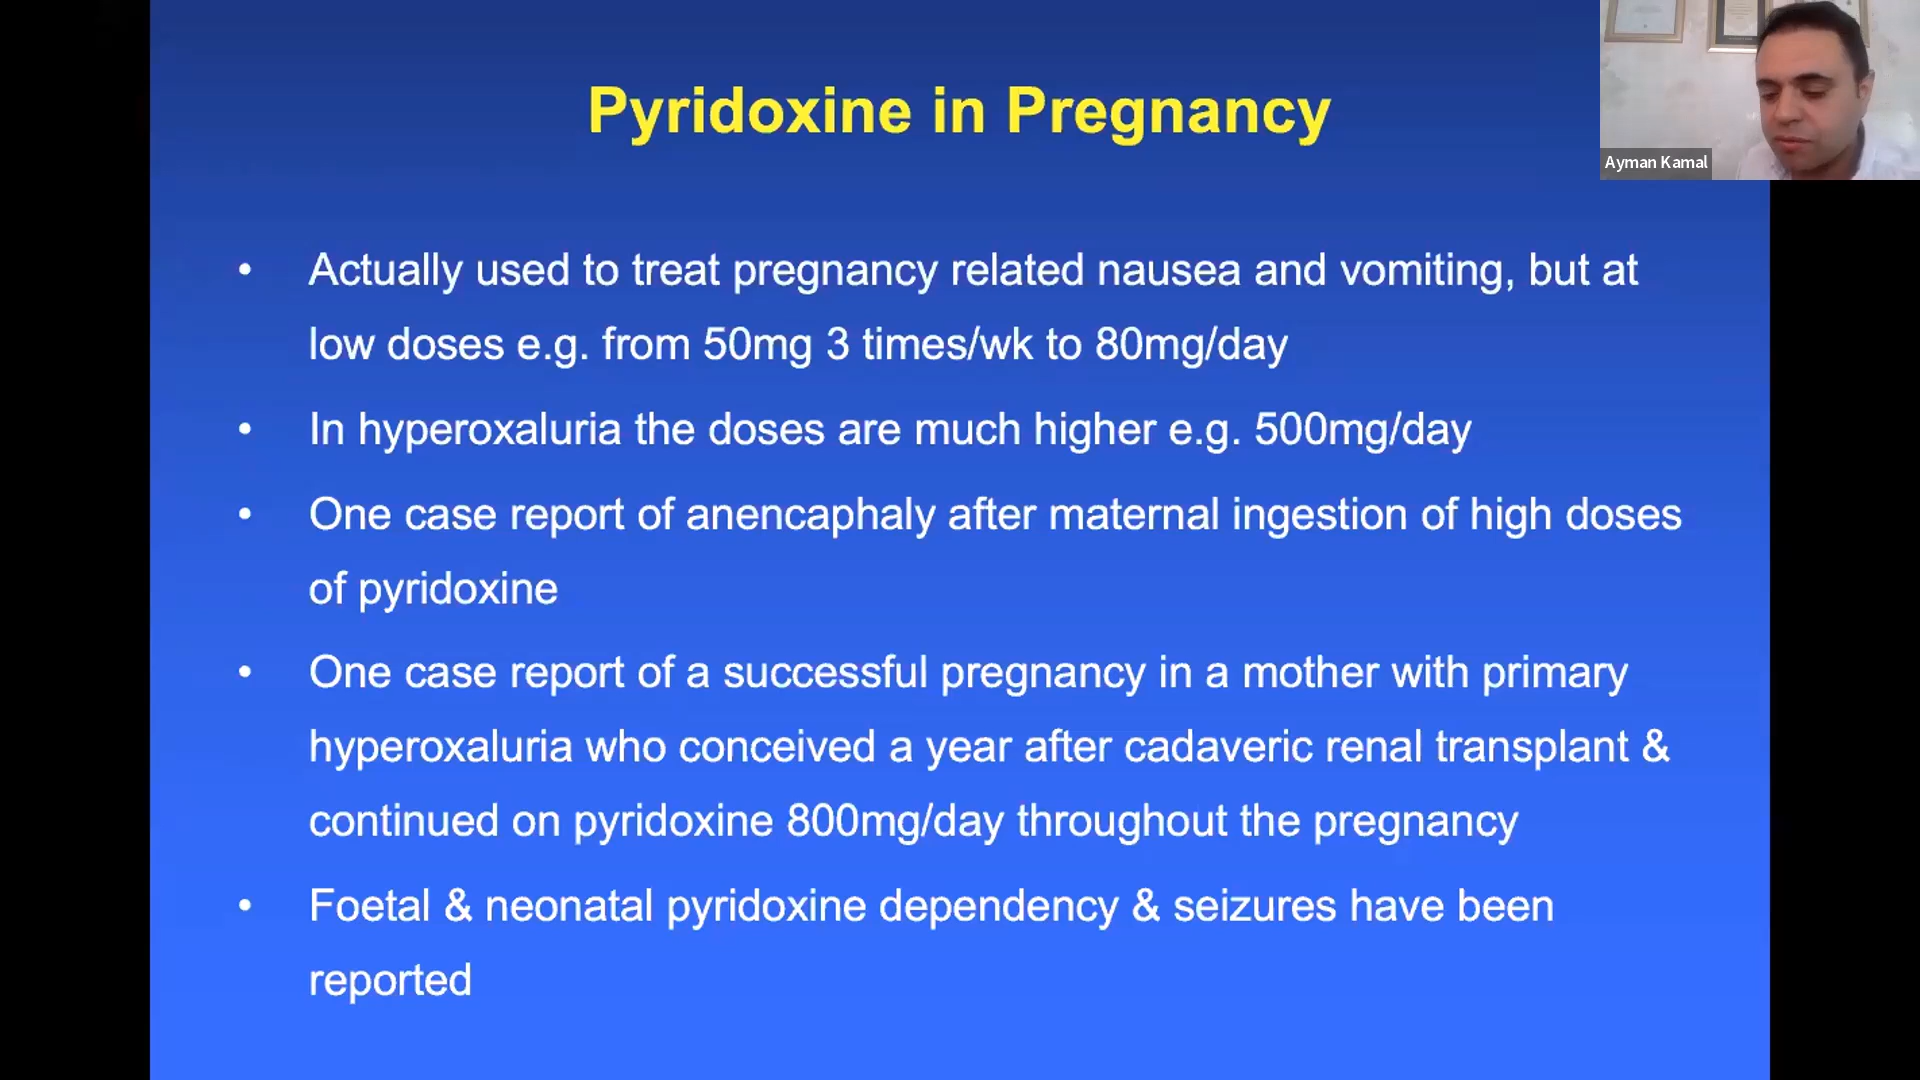 Pyridoxine in Pregnancy
Ayman Kamal
• Actually used to treat pregnancy related nausea and vomiting, but at
low doses e.g. from 50mg 3 times/wk to 80mg/day
• In hyperoxaluria the doses are much higher e.g. 500mg/day
• One case report of anencaphaly after maternal ingestion of high doses
of pyridoxine
• One case report of a successful pregnancy in a mother with primary
hyperoxaluria who conceived a year after cadaveric renal transplant &
continued on pyridoxine 800mg/day throughout the pregnancy
• Foetal & neonatal pyridoxine dependency & seizures have been
reported